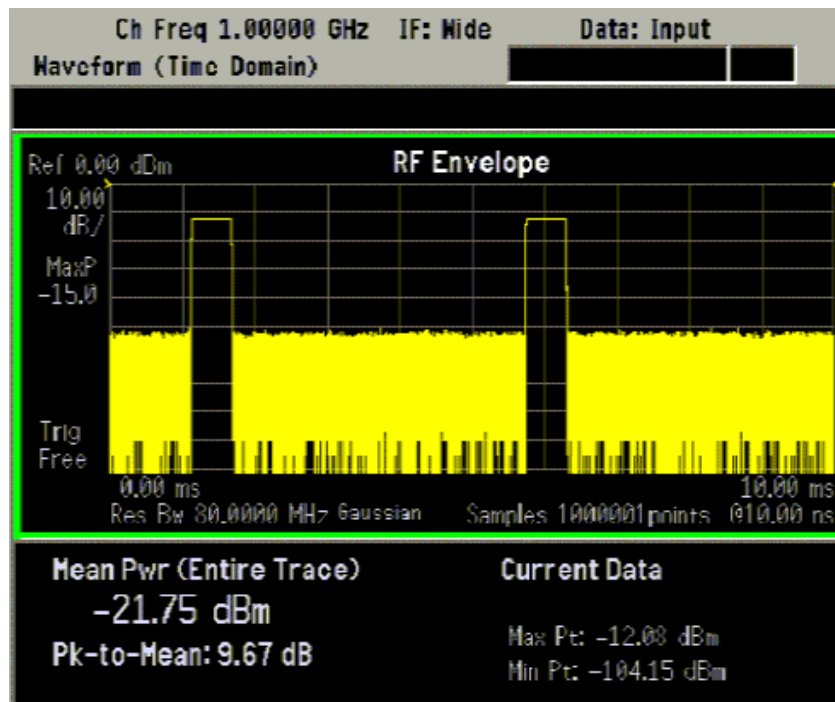 Ch Freq 1.00000 GHz IF: Wide Data: Input
Waveform (Time Domain)
Ref 0.00 dBm RF Envelope
10.00
dB/
MaxP
-15.0
Trig
Free
0.00 ms 10.00 ms
Res Bw 80.0000 MHz Gaussian Samples 1000001points @10.00 ns
Mean Pwr (Entire Trace) Current Data
-21.75 dBm
Max Pt: -12.08 dBm
Pk-to-Mean: 9.67 dB
Min Pt: -104.15 dBm